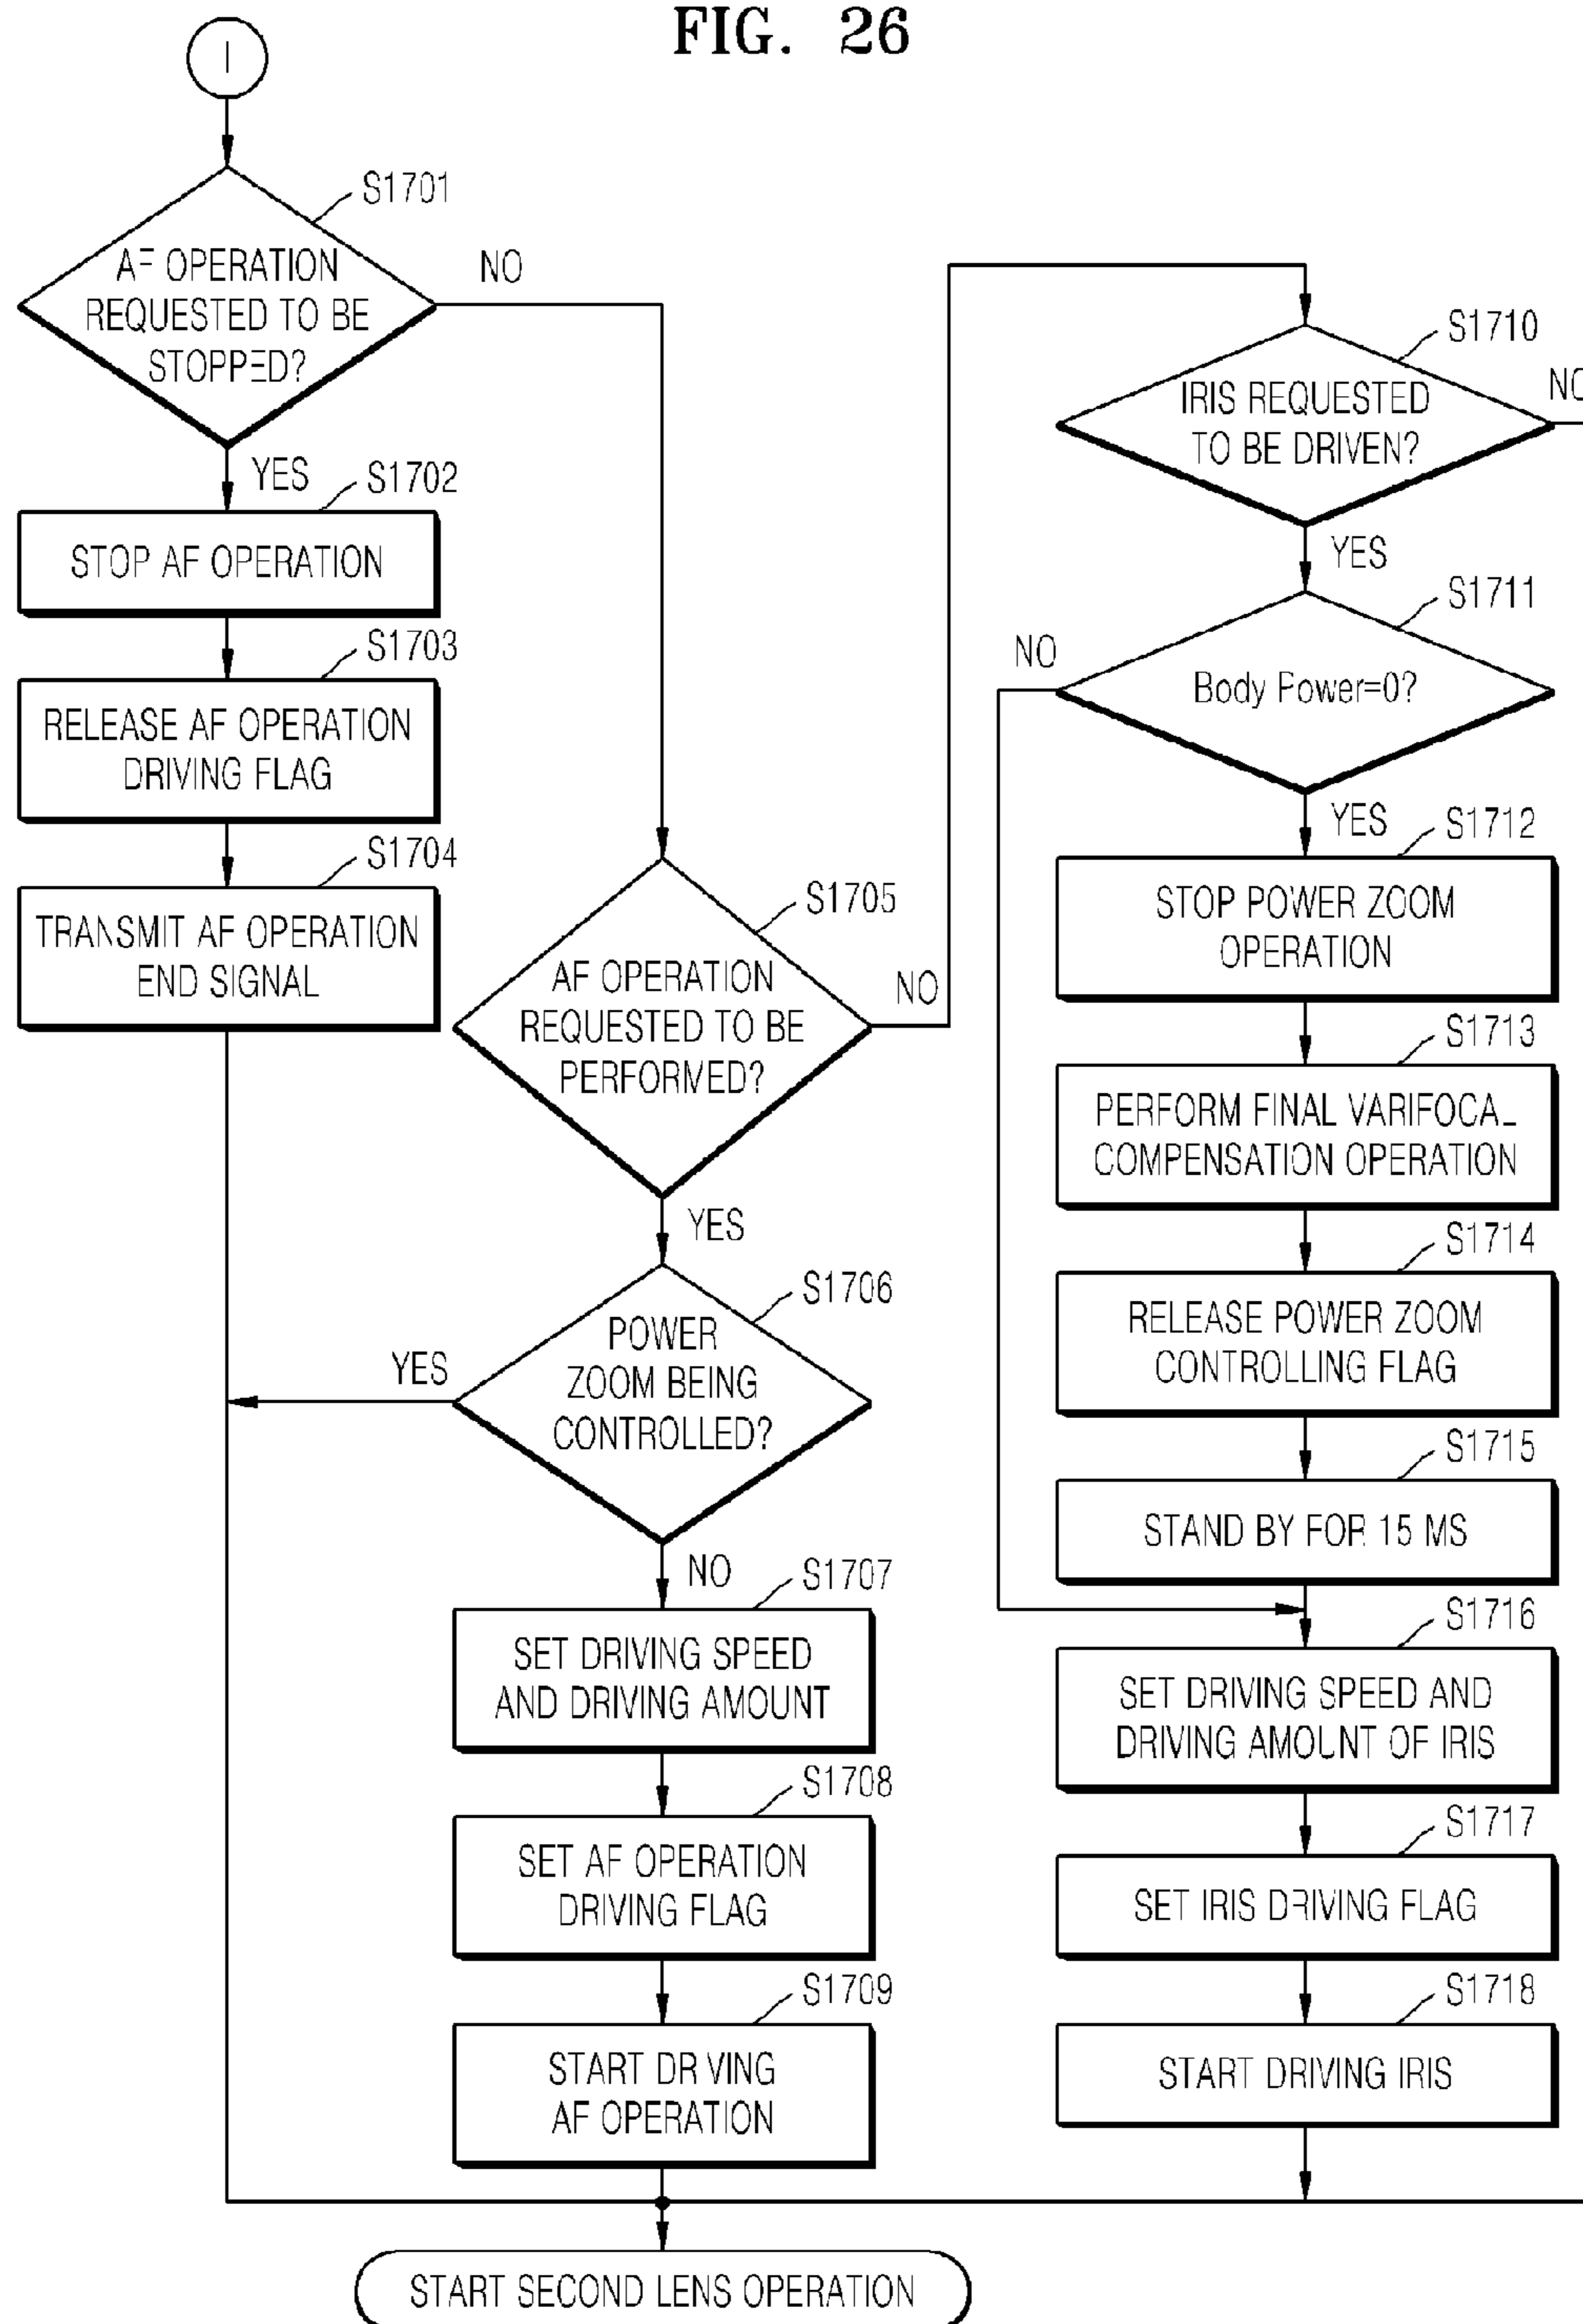 FIG. 26
I
S1701
AF OPERATION
REQUESTED TO BE
STOPPED?
NO
YES
S1702
STOP AF OPERATION
S1703
RELEASE AF OPERATION
DRIVING FLAG
S1704
TRANSMIT AF OPERATION
END SIGNAL
S1705
AF OPERATION
REQUESTED TO BE
PERFORMED?
NO
YES
S1706
POWER
ZOOM BEING
CONTROLLED?
YES
NO
S1707
SET DRIVING SPEED
AND DRIVING AMOUNT
S1708
SET AF OPERATION
DRIVING FLAG
S1709
START DRIVING
AF OPERATION
S1710
IRIS REQUESTED
TO BE DRIVEN?
NO
YES
S1711
Body Power=0?
NO
YES
S1712
STOP POWER ZOOM
OPERATION
S1713
PERFORM FINAL VARIFOCAL
COMPENSATION OPERATION
S1714
RELEASE POWER ZOOM
CONTROLLING FLAG
S1715
STAND BY FOR 15 MS
S1716
SET DRIVING SPEED AND
DRIVING AMOUNT OF IRIS
S1717
SET IRIS DRIVING FLAG
S1718
START DRIVING IRIS
START SECOND LENS OPERATION